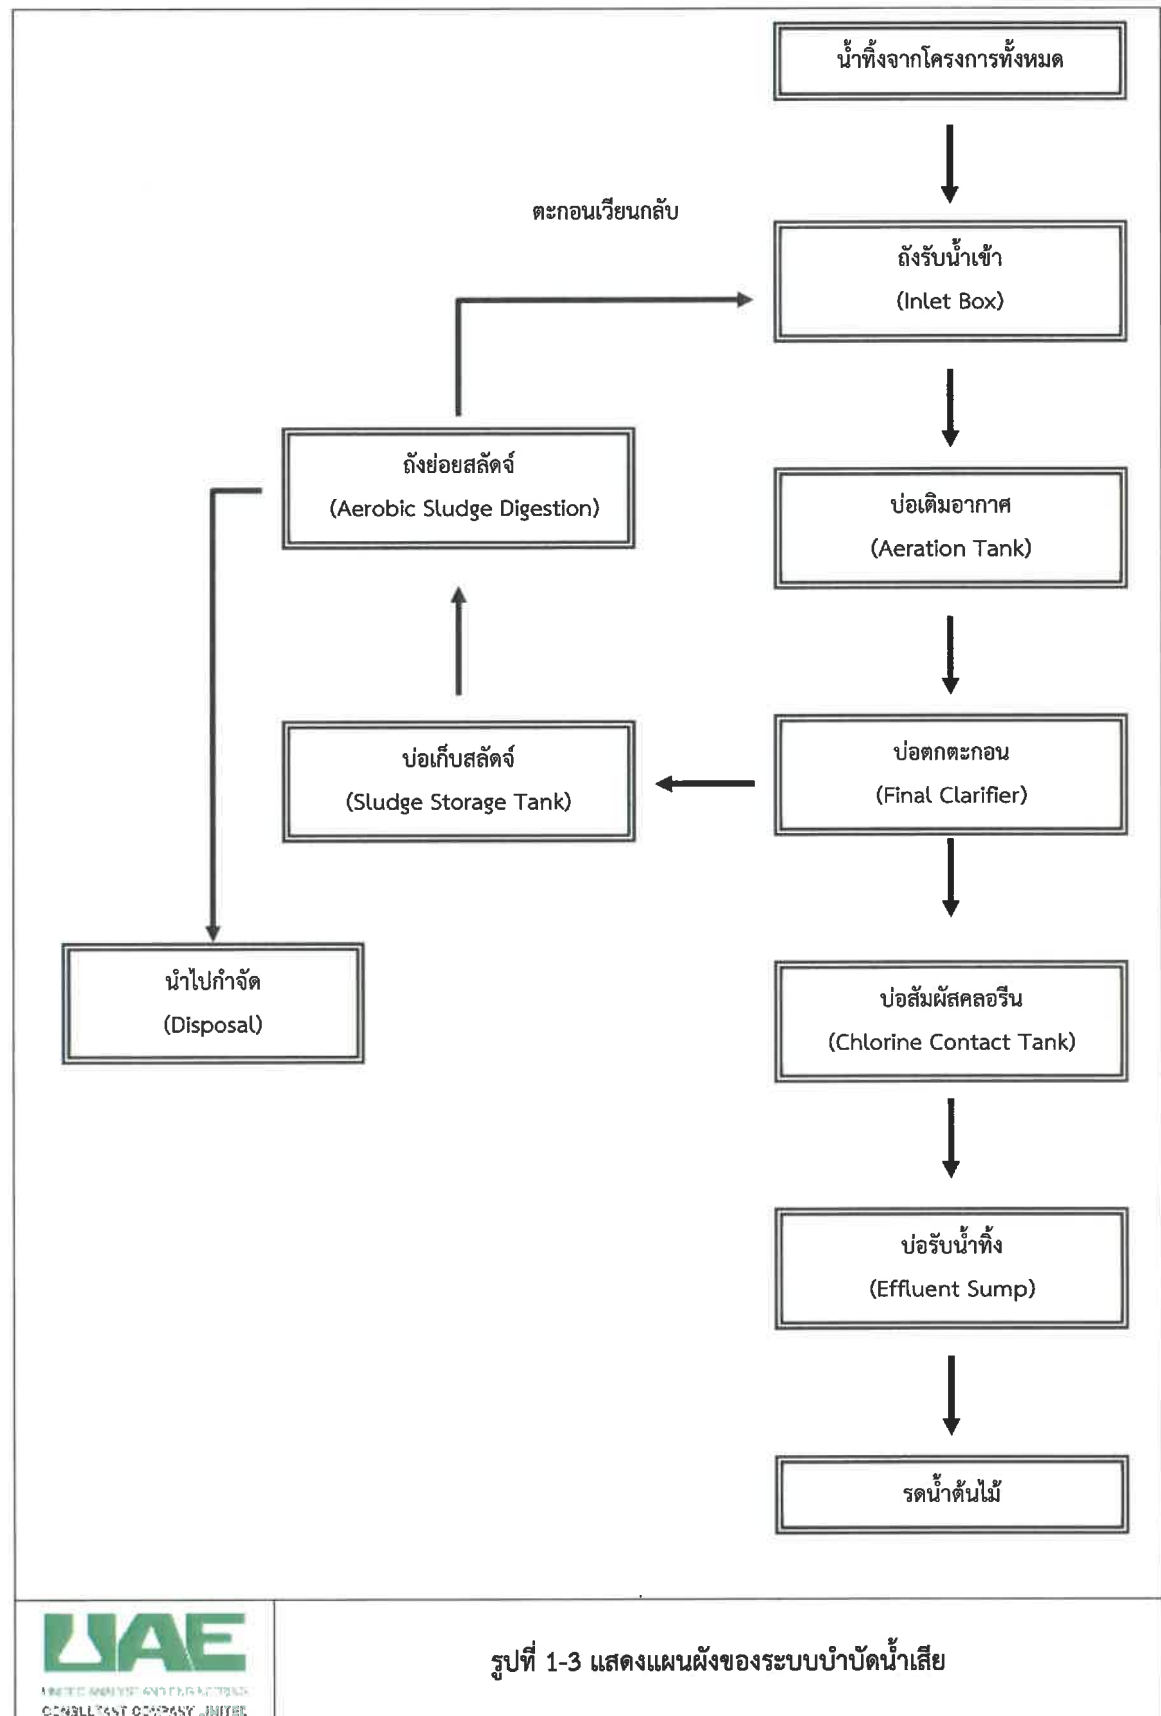 น้ำทิ้งจากโครงการทั้งหมด
ตะกอนเวียนกลับ
ถังรับน้ำเข้า
(Inlet Box)
ถังย่อยสลัดจ์
(Aerobic Sludge Digestion)
บ่อเติมอากาศ
(Aeration Tank)
บ่อเก็บสลัดจ์
(Sludge Storage Tank)
บ่อตกตะกอน
(Final Clarifier)
นำไปกำจัด
(Disposal)
บ่อสัมผัสคลอรีน
(Chlorine Contact Tank)
บ่อรับน้ำทิ้ง
(Effluent Sump)
รดน้ำต้นไม้
UAE
รูปที่ 1-3 แสดงแผนผังของระบบบำบัดน้ำเสีย